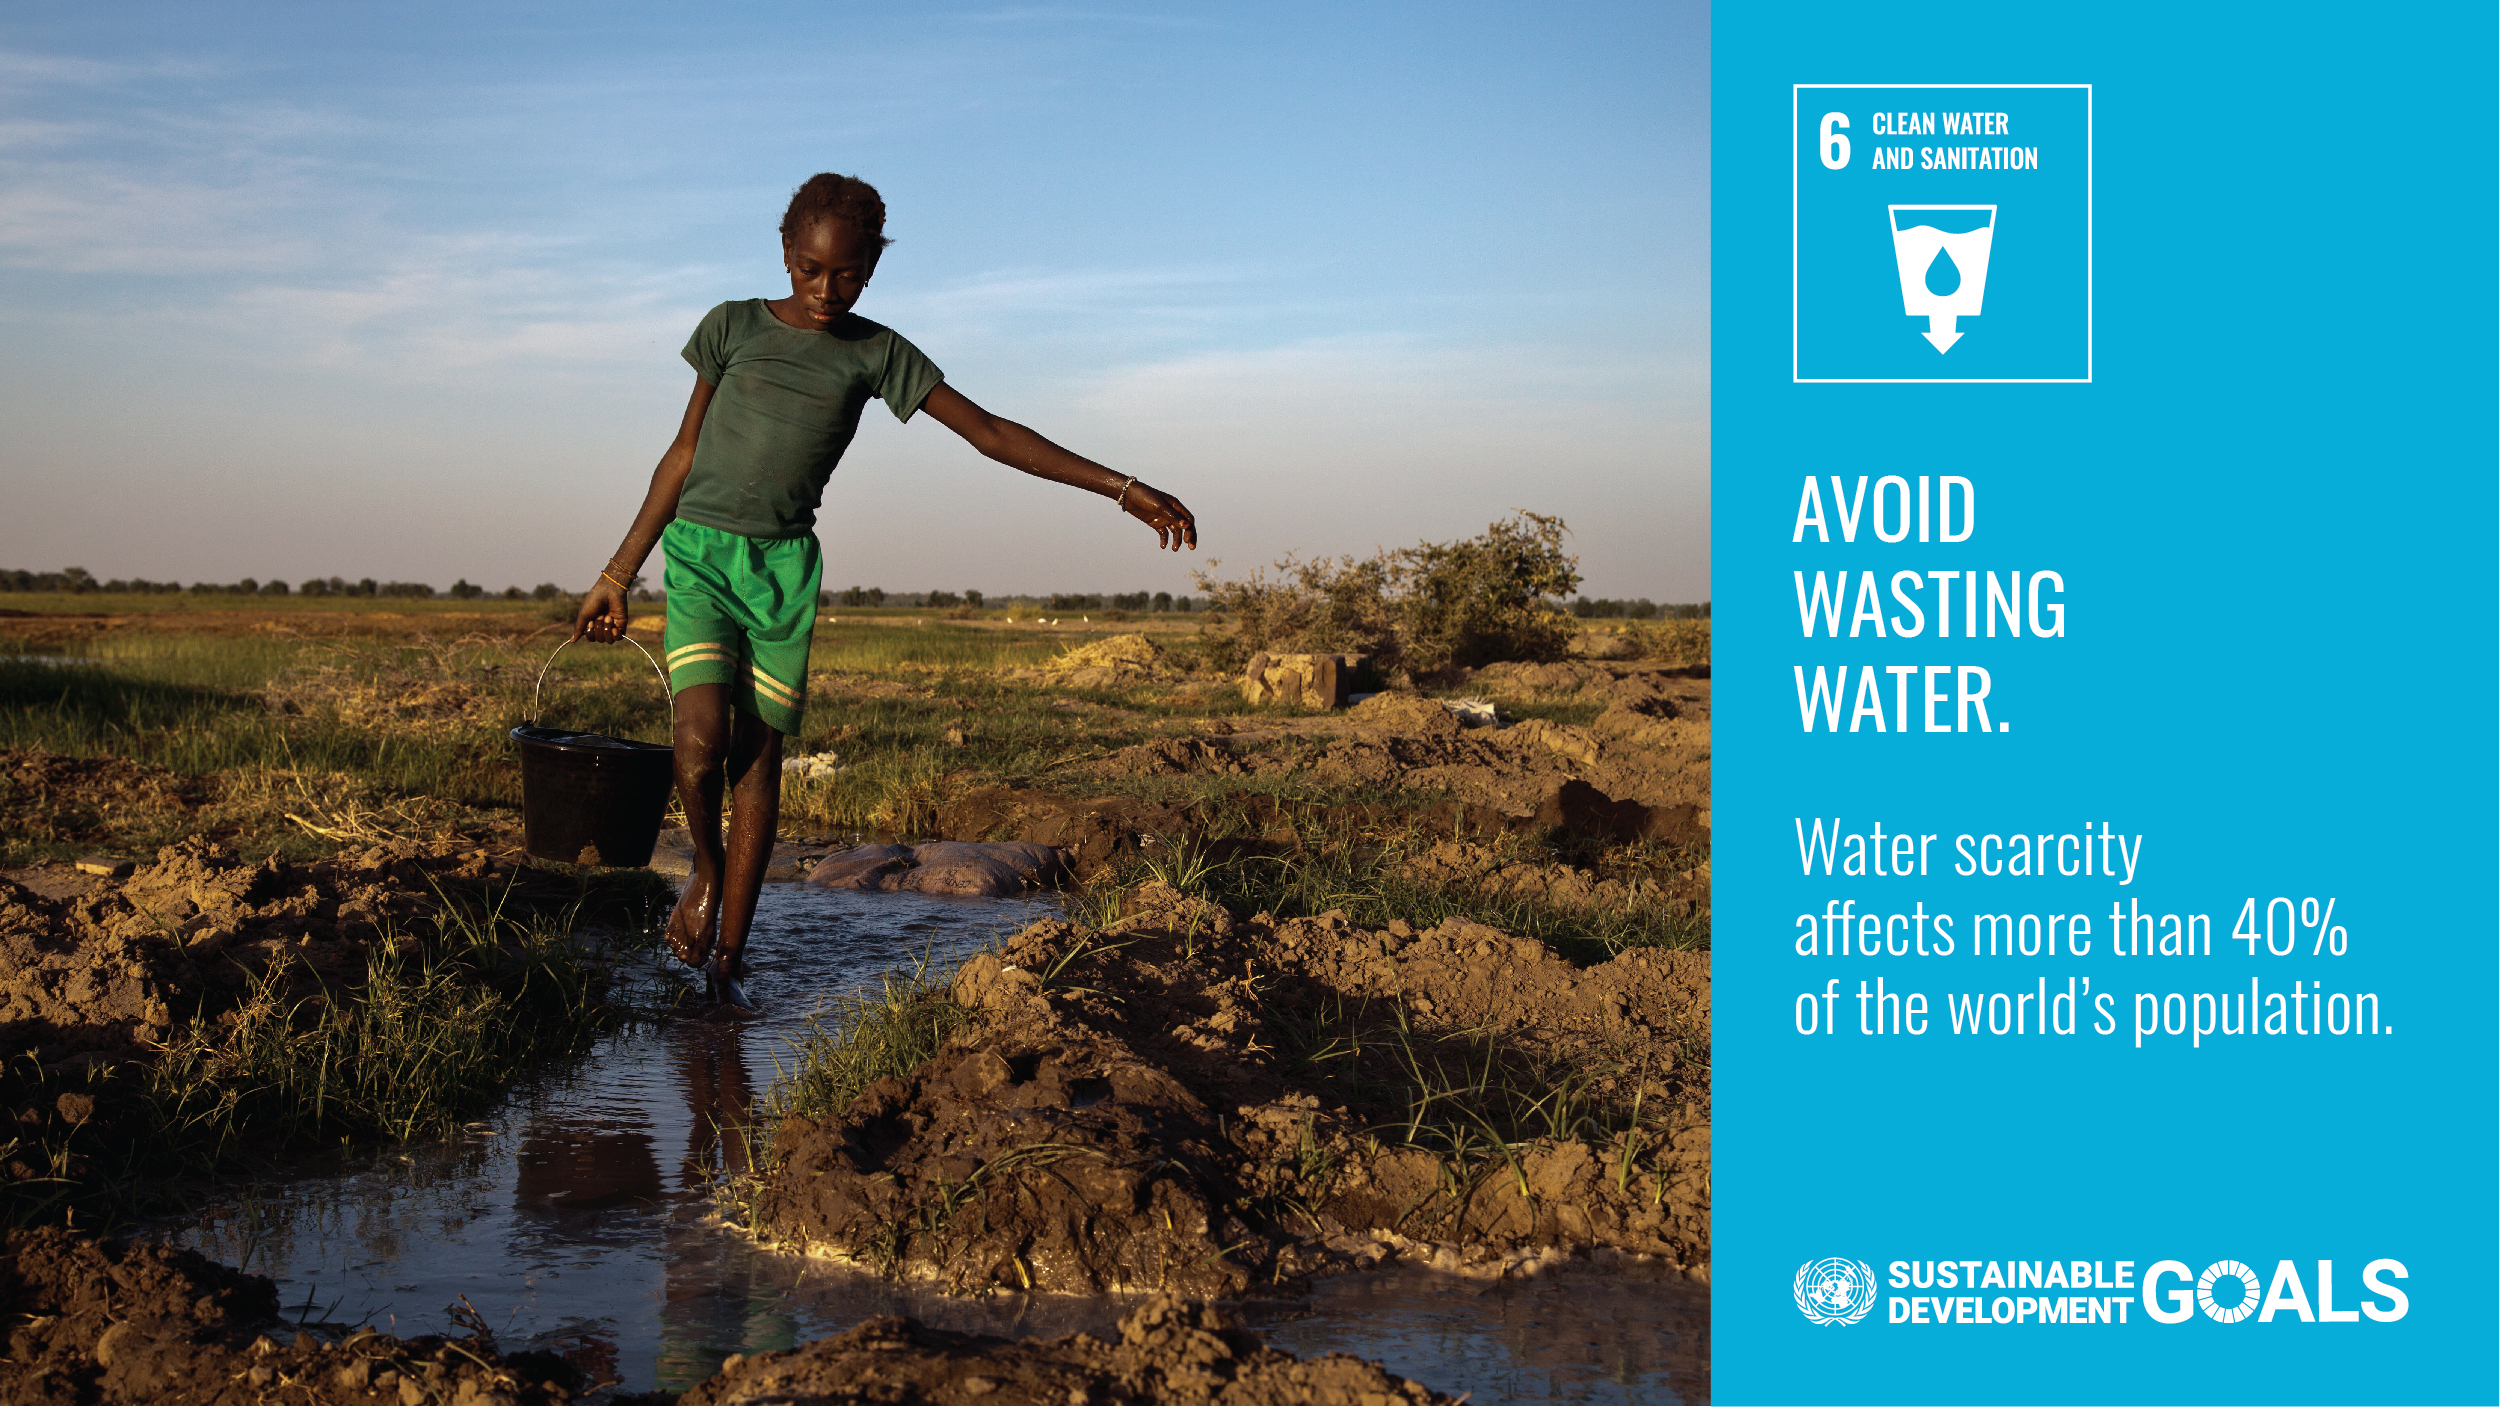 6 CLEAN WATER
AND SANITATION
AVOID
WASTING
WATER.
Water scarcity
affects more than 40%
of the world’s population.
SUSTAINABLE
DEVELOPMENT
GOALS